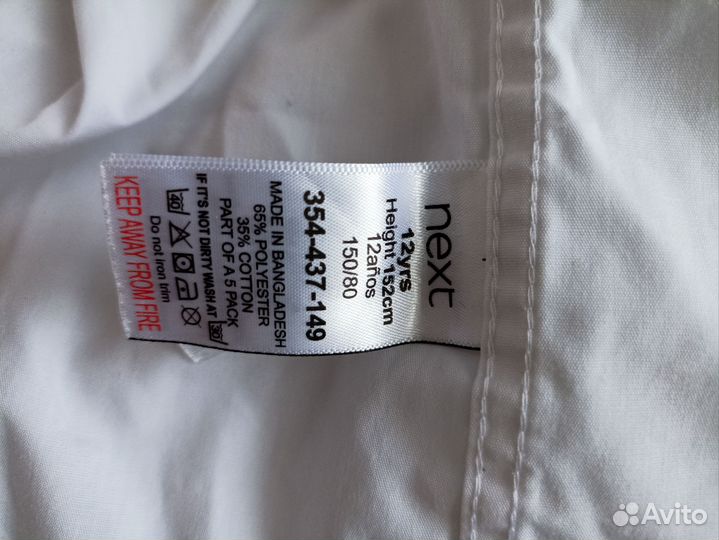 next
12yrs
Height 152cm
12años
150/80
354-437-149
MADE IN BANGLADESH
65% POLYESTER
35% COTTON
PART OF A 5 PACK
IF IT'S NOT DIRTY WASH AT 30
40
Do not iron trim
KEEP AWAY FROM FIRE
Avito